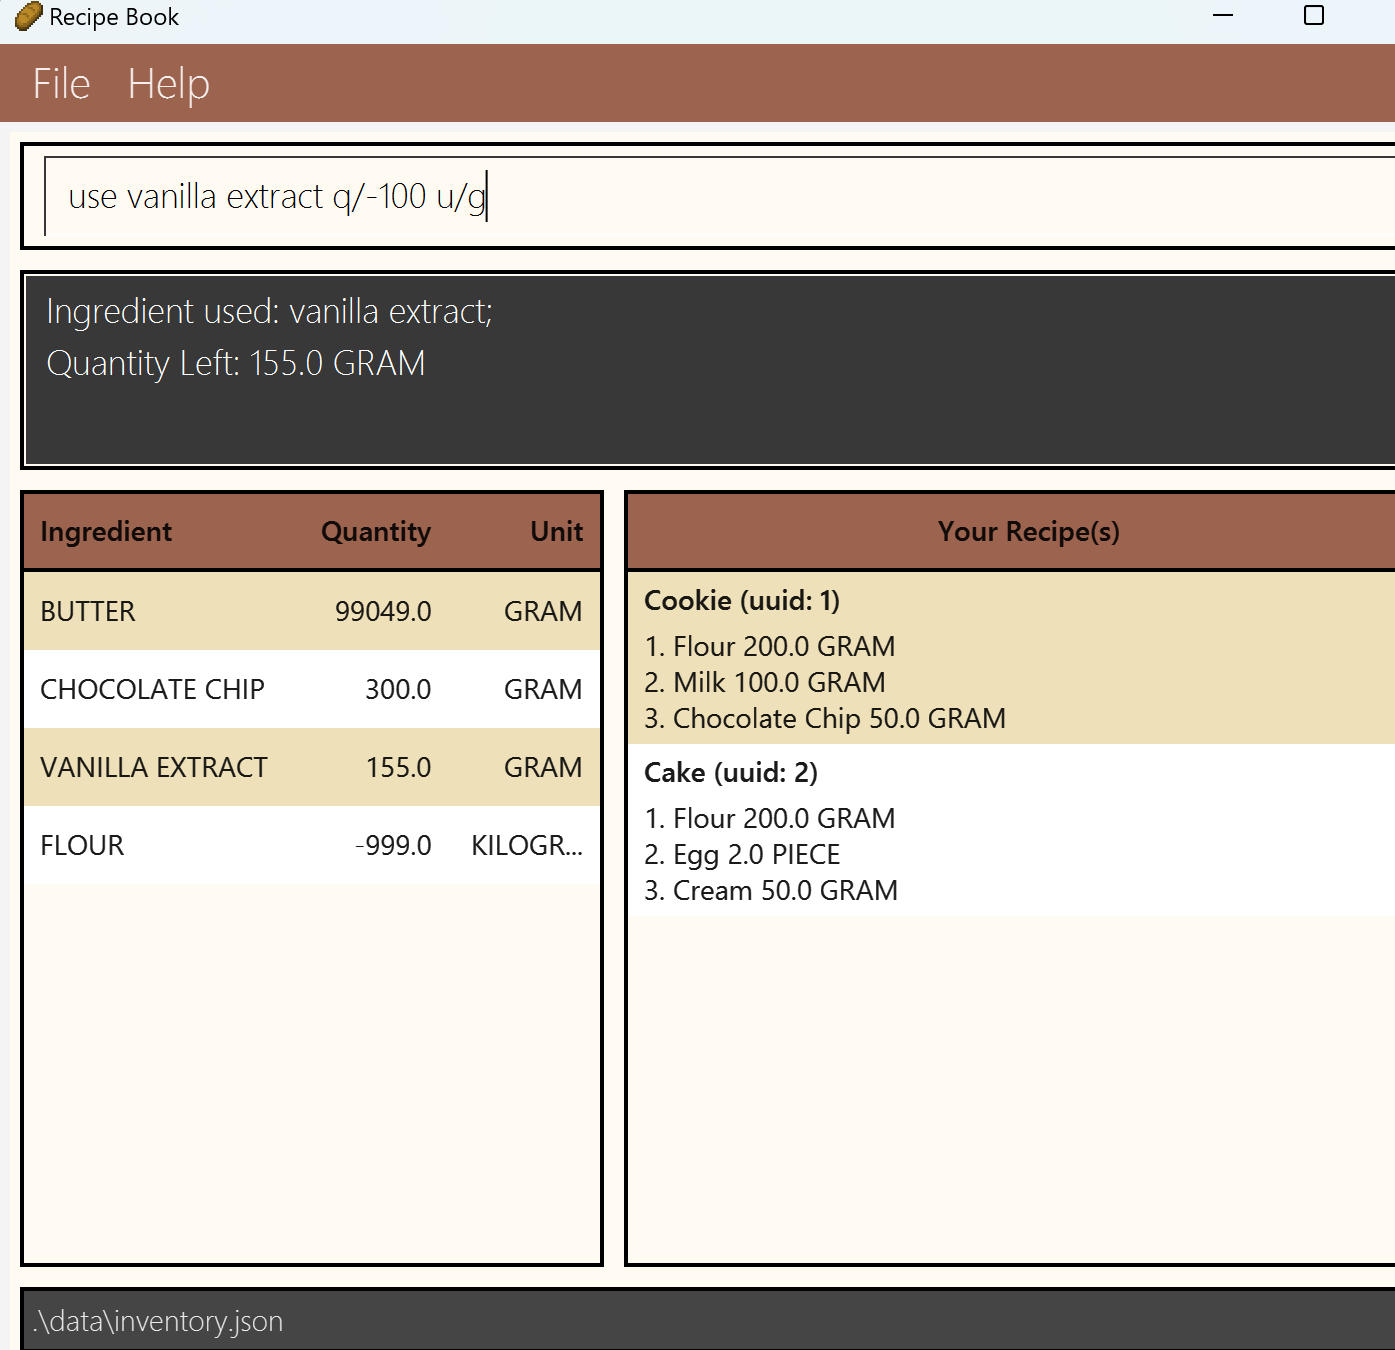 Recipe Book
File Help
use vanilla extract q/-100 u/g
Ingredient used: vanilla extract;
Quantity Left: 155.0 GRAM
Ingredient Quantity Unit
BUTTER 99049.0 GRAM
CHOCOLATE CHIP 300.0 GRAM
VANILLA EXTRACT 155.0 GRAM
FLOUR -999.0 KILOGR...
Your Recipe(s)
Cookie (uuid: 1)
1. Flour 200.0 GRAM
2. Milk 100.0 GRAM
3. Chocolate Chip 50.0 GRAM
Cake (uuid: 2)
1. Flour 200.0 GRAM
2. Egg 2.0 PIECE
3. Cream 50.0 GRAM
.\data\inventory.json